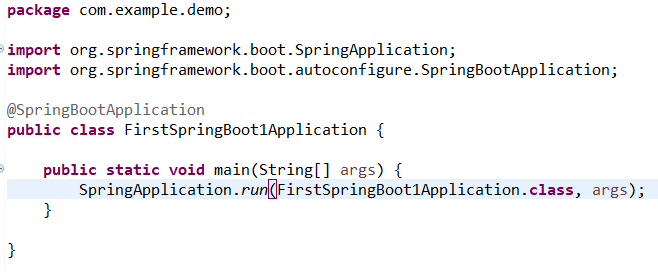 package com.example.demo;
import org.springframework.boot.SpringApplication;
import org.springframework.boot.autoconfigure.SpringBootApplication;
@SpringBootApplication
public class FirstSpringBoot1Application {
public static void main(String[] args) {
SpringApplication.run(FirstSpringBoot1Application.class, args);
}
}